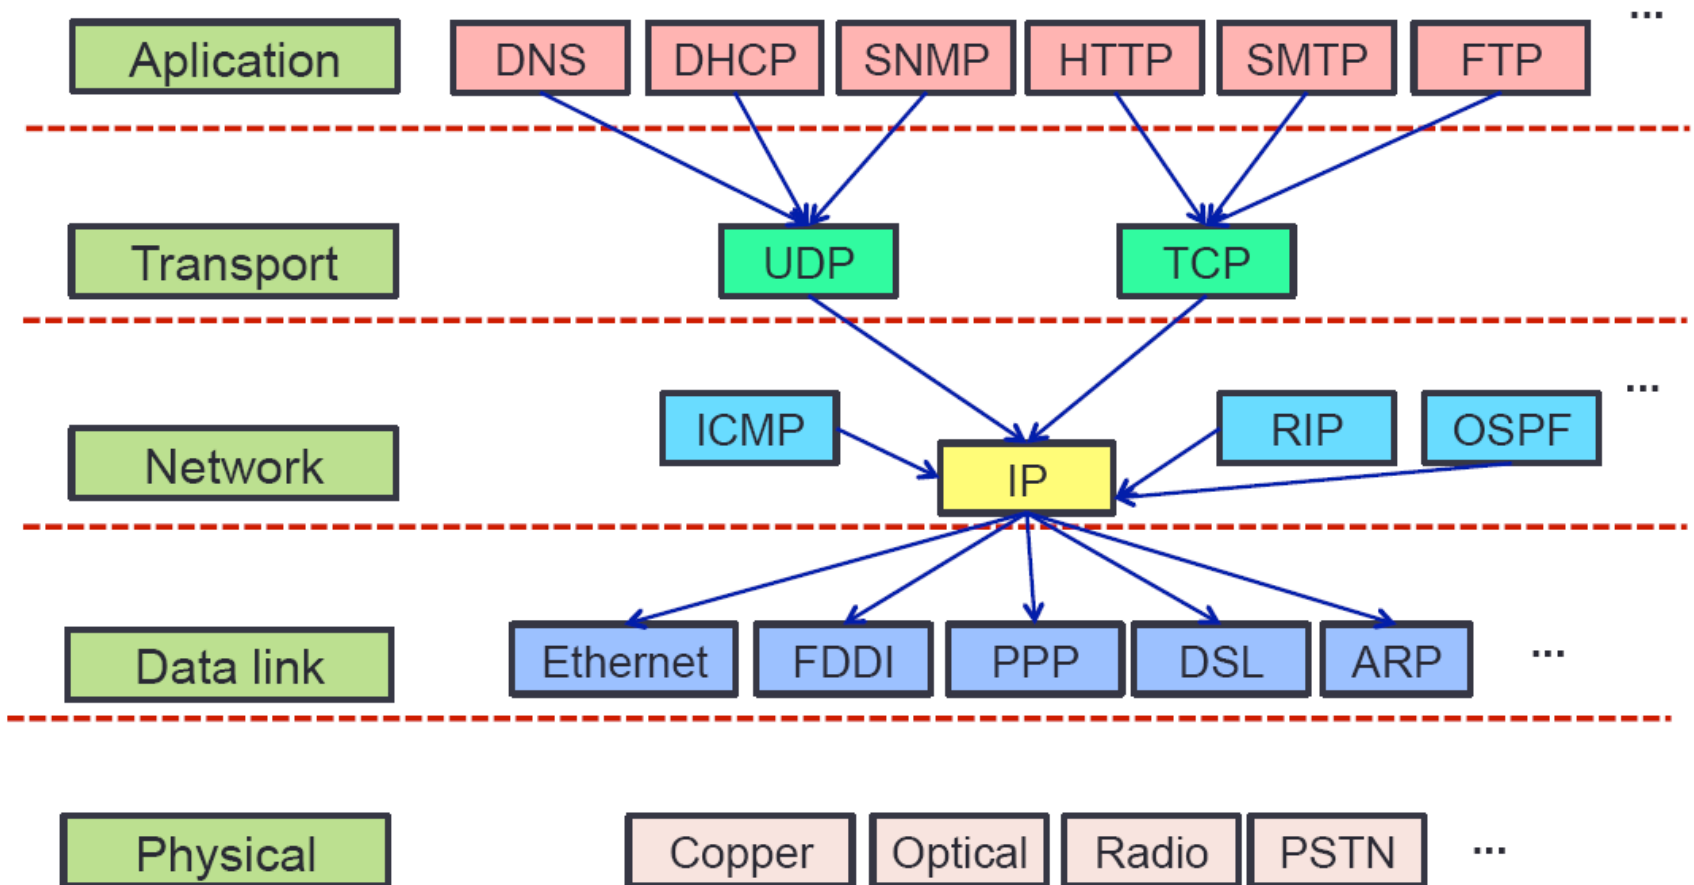 ...
Aplication DNS DHCP SNMP HTTP SMTP FTP
Transport UDP TCP
...
ICMP RIP OSPF
Network IP
Data link Ethernet FDDI PPP DSL ARP ...
Physical Copper Optical Radio PSTN ...